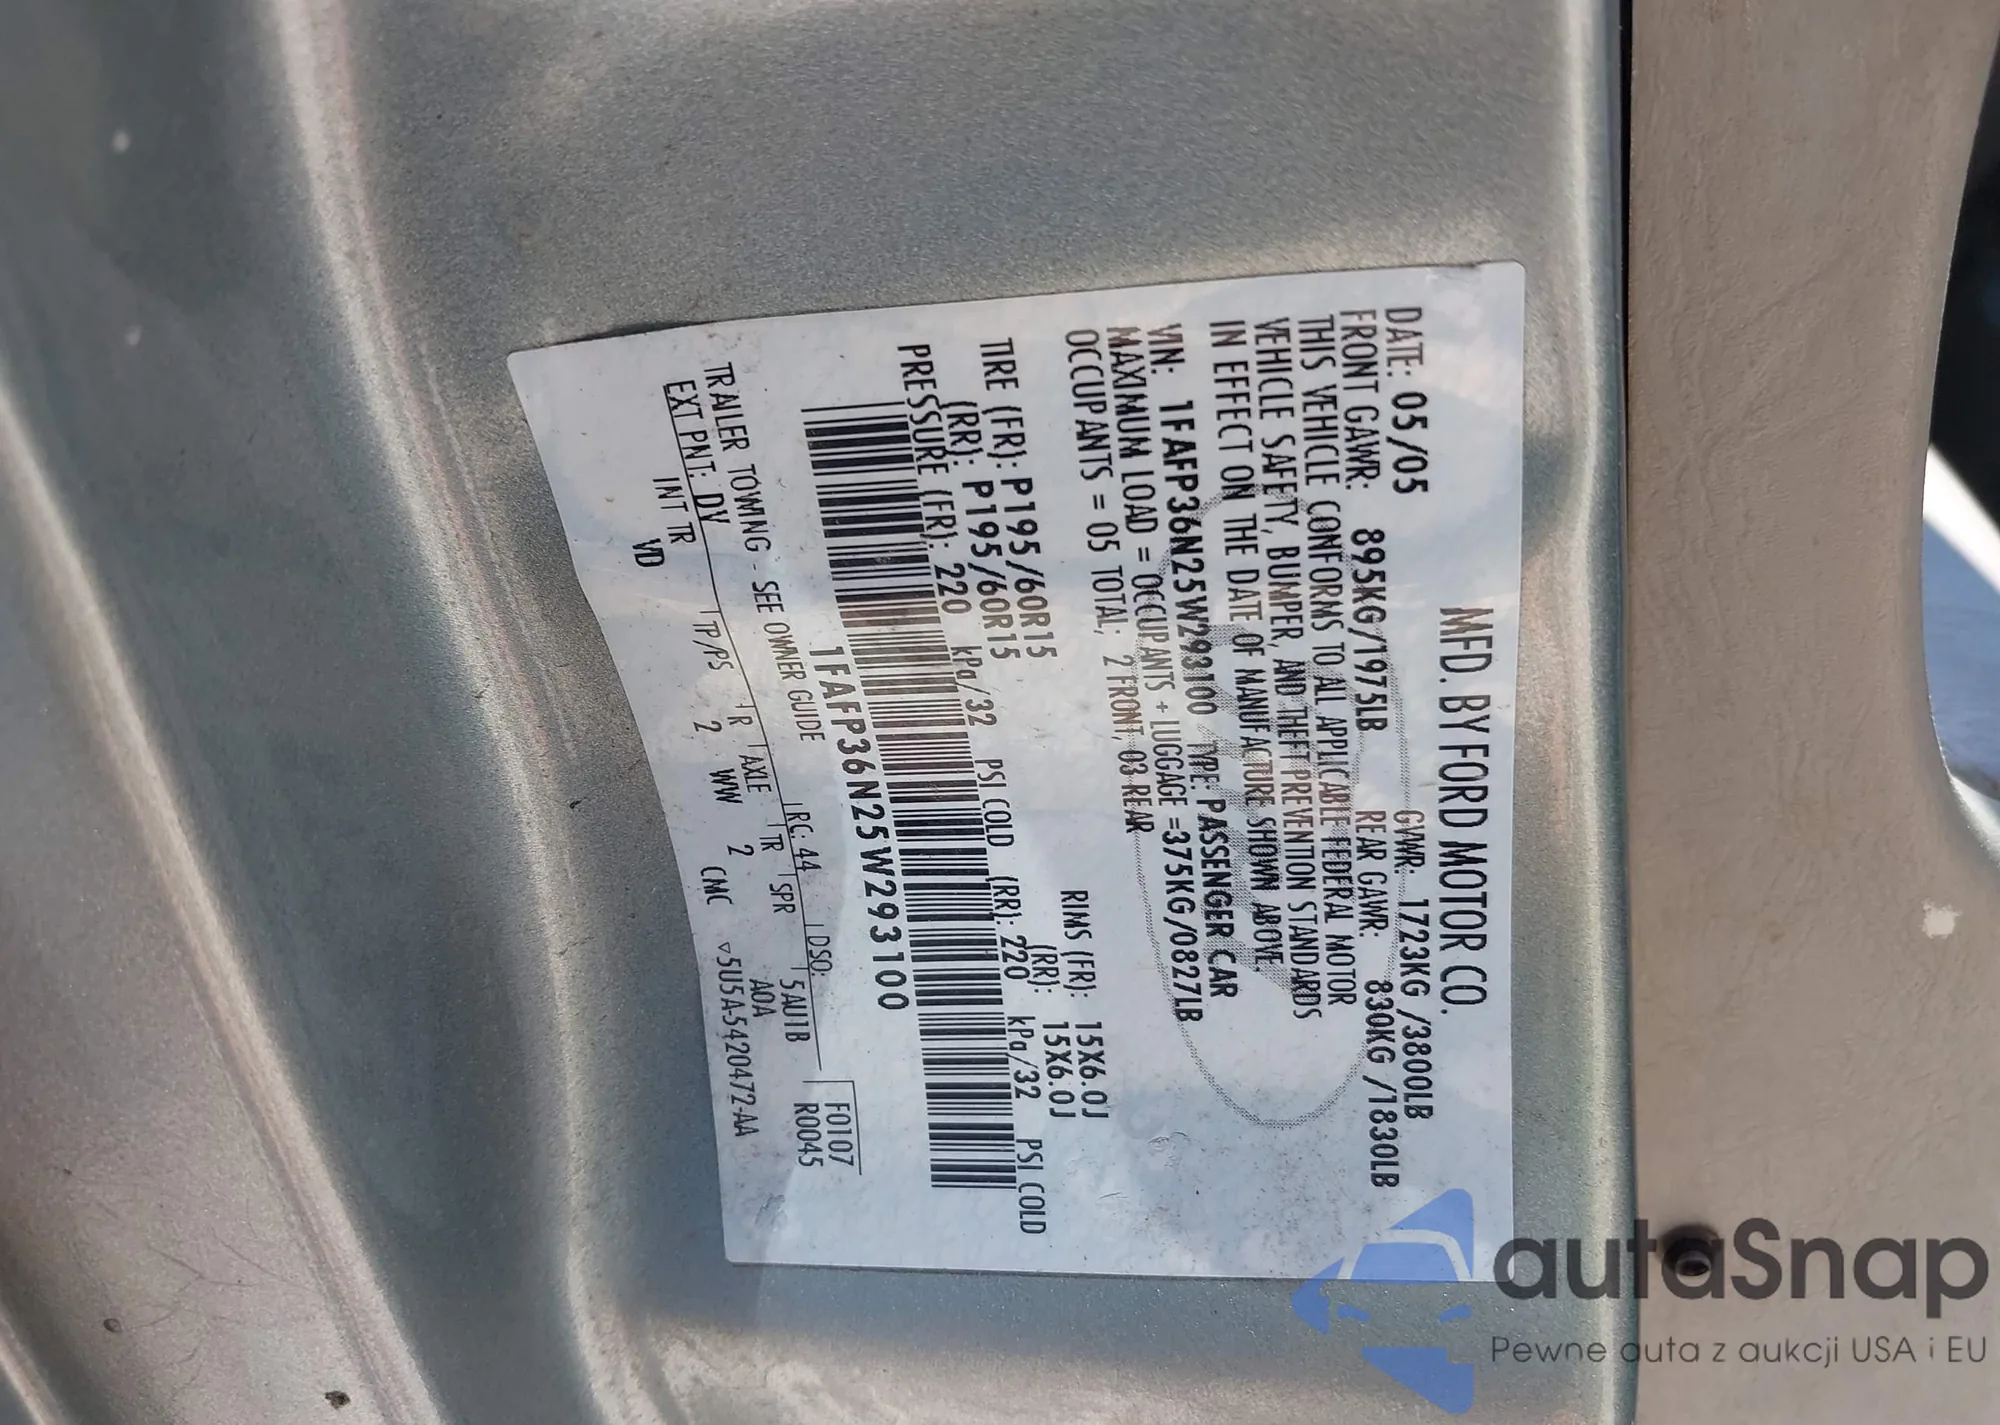 MFD. BY FORD MOTOR CO.
DATE: 05/05 GVWR: 1723KG /3800LB
FRONT GAWR: 895KG/1975LB REAR GAWR: 830KG /1830LB
THIS VEHICLE CONFORMS TO ALL APPLICABLE FEDERAL MOTOR
VEHICLE SAFETY, BUMPER, AND THEFT PREVENTION STANDARDS
IN EFFECT ON THE DATE OF MANUFACTURE SHOWN ABOVE.
VIN: 1FAFP36N25W293100 TYPE: PASSENGER CAR
MAXIMUM LOAD = OCCUPANTS + LUGGAGE =375KG/0827LB
OCCUPANTS = 05 TOTAL; 2 FRONT, 03 REAR
TIRE (FR): P195/60R15 RIMS (FR): 15X6.0J
(RR): P195/60R15 (RR): 15X6.0J
PRESSURE (FR): 220 kPa/32 PSI COLD (RR): 220 kPa/32 PSI COLD
1FAFP36N25W293100
TRAILER TOWING - SEE OWNER GUIDE
F0107
R0045
EXT PNT: DV RC: 44 DSO:
INT TR TP/PS R AXLE TR SPR 5AU1B
VD 2 WW 2 CMC AOA
▽5U5A-5420472-AA
autaSnap
Pewne auta z aukcji USA i EU